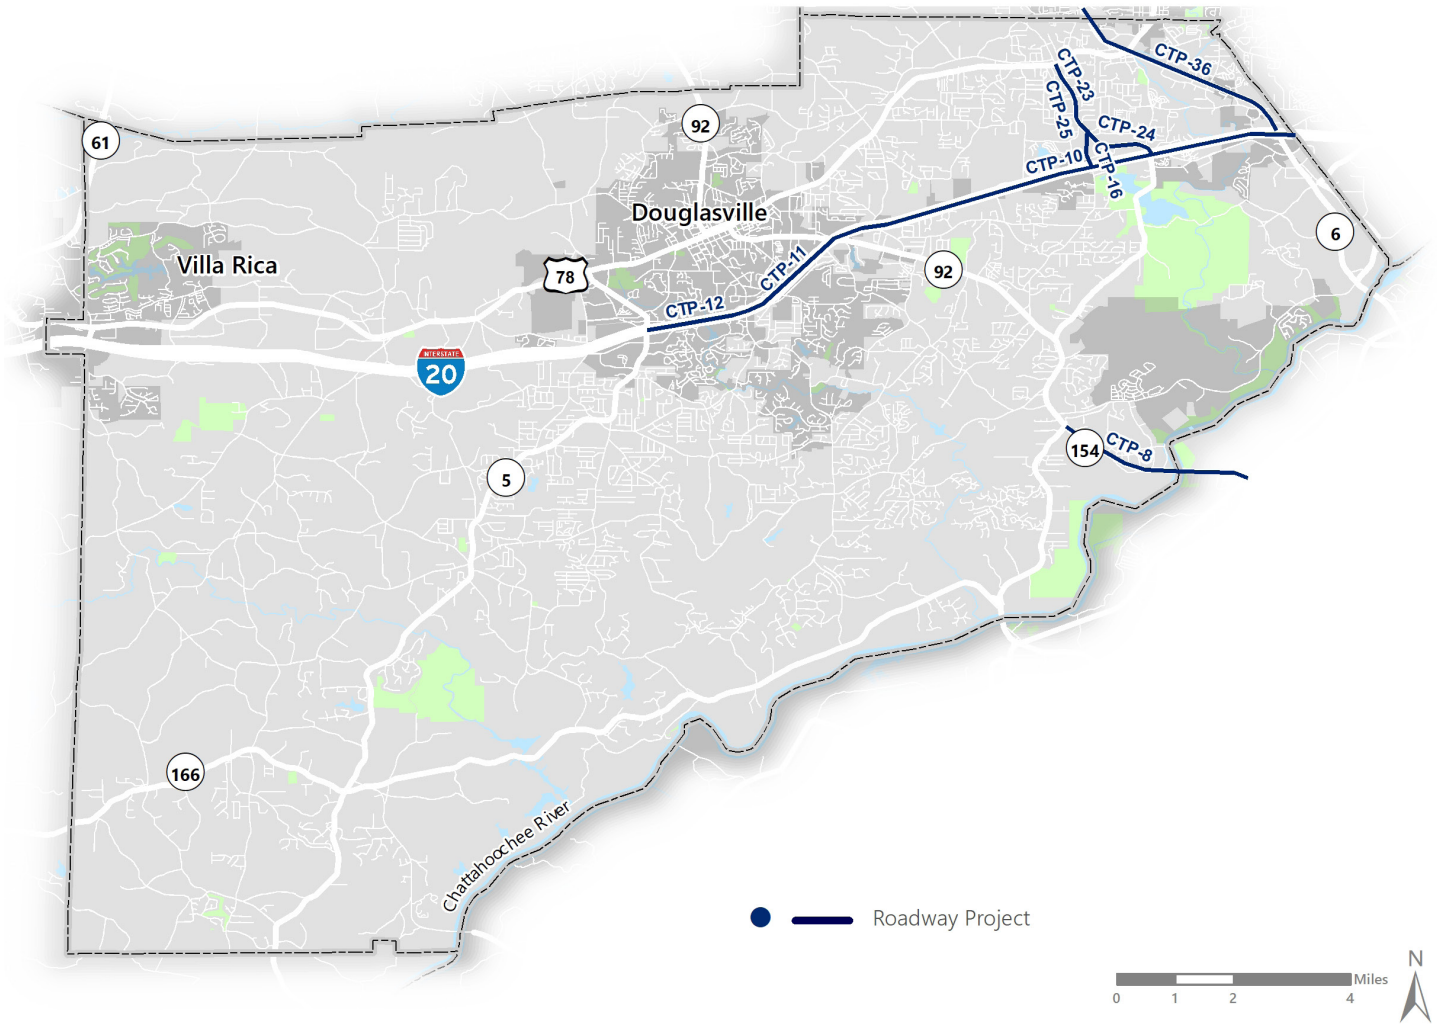 CTP-36
CTP-23
CTP-25
CTP-24
92
61
CTP-10
CTP-16
Douglasville
6
Villa Rica
78
CTP-11
92
CTP-12
INTERSTATE
20
154
CTP-8
5
166
Chattahoochee River
Roadway Project
N
Miles
0 1 2 4